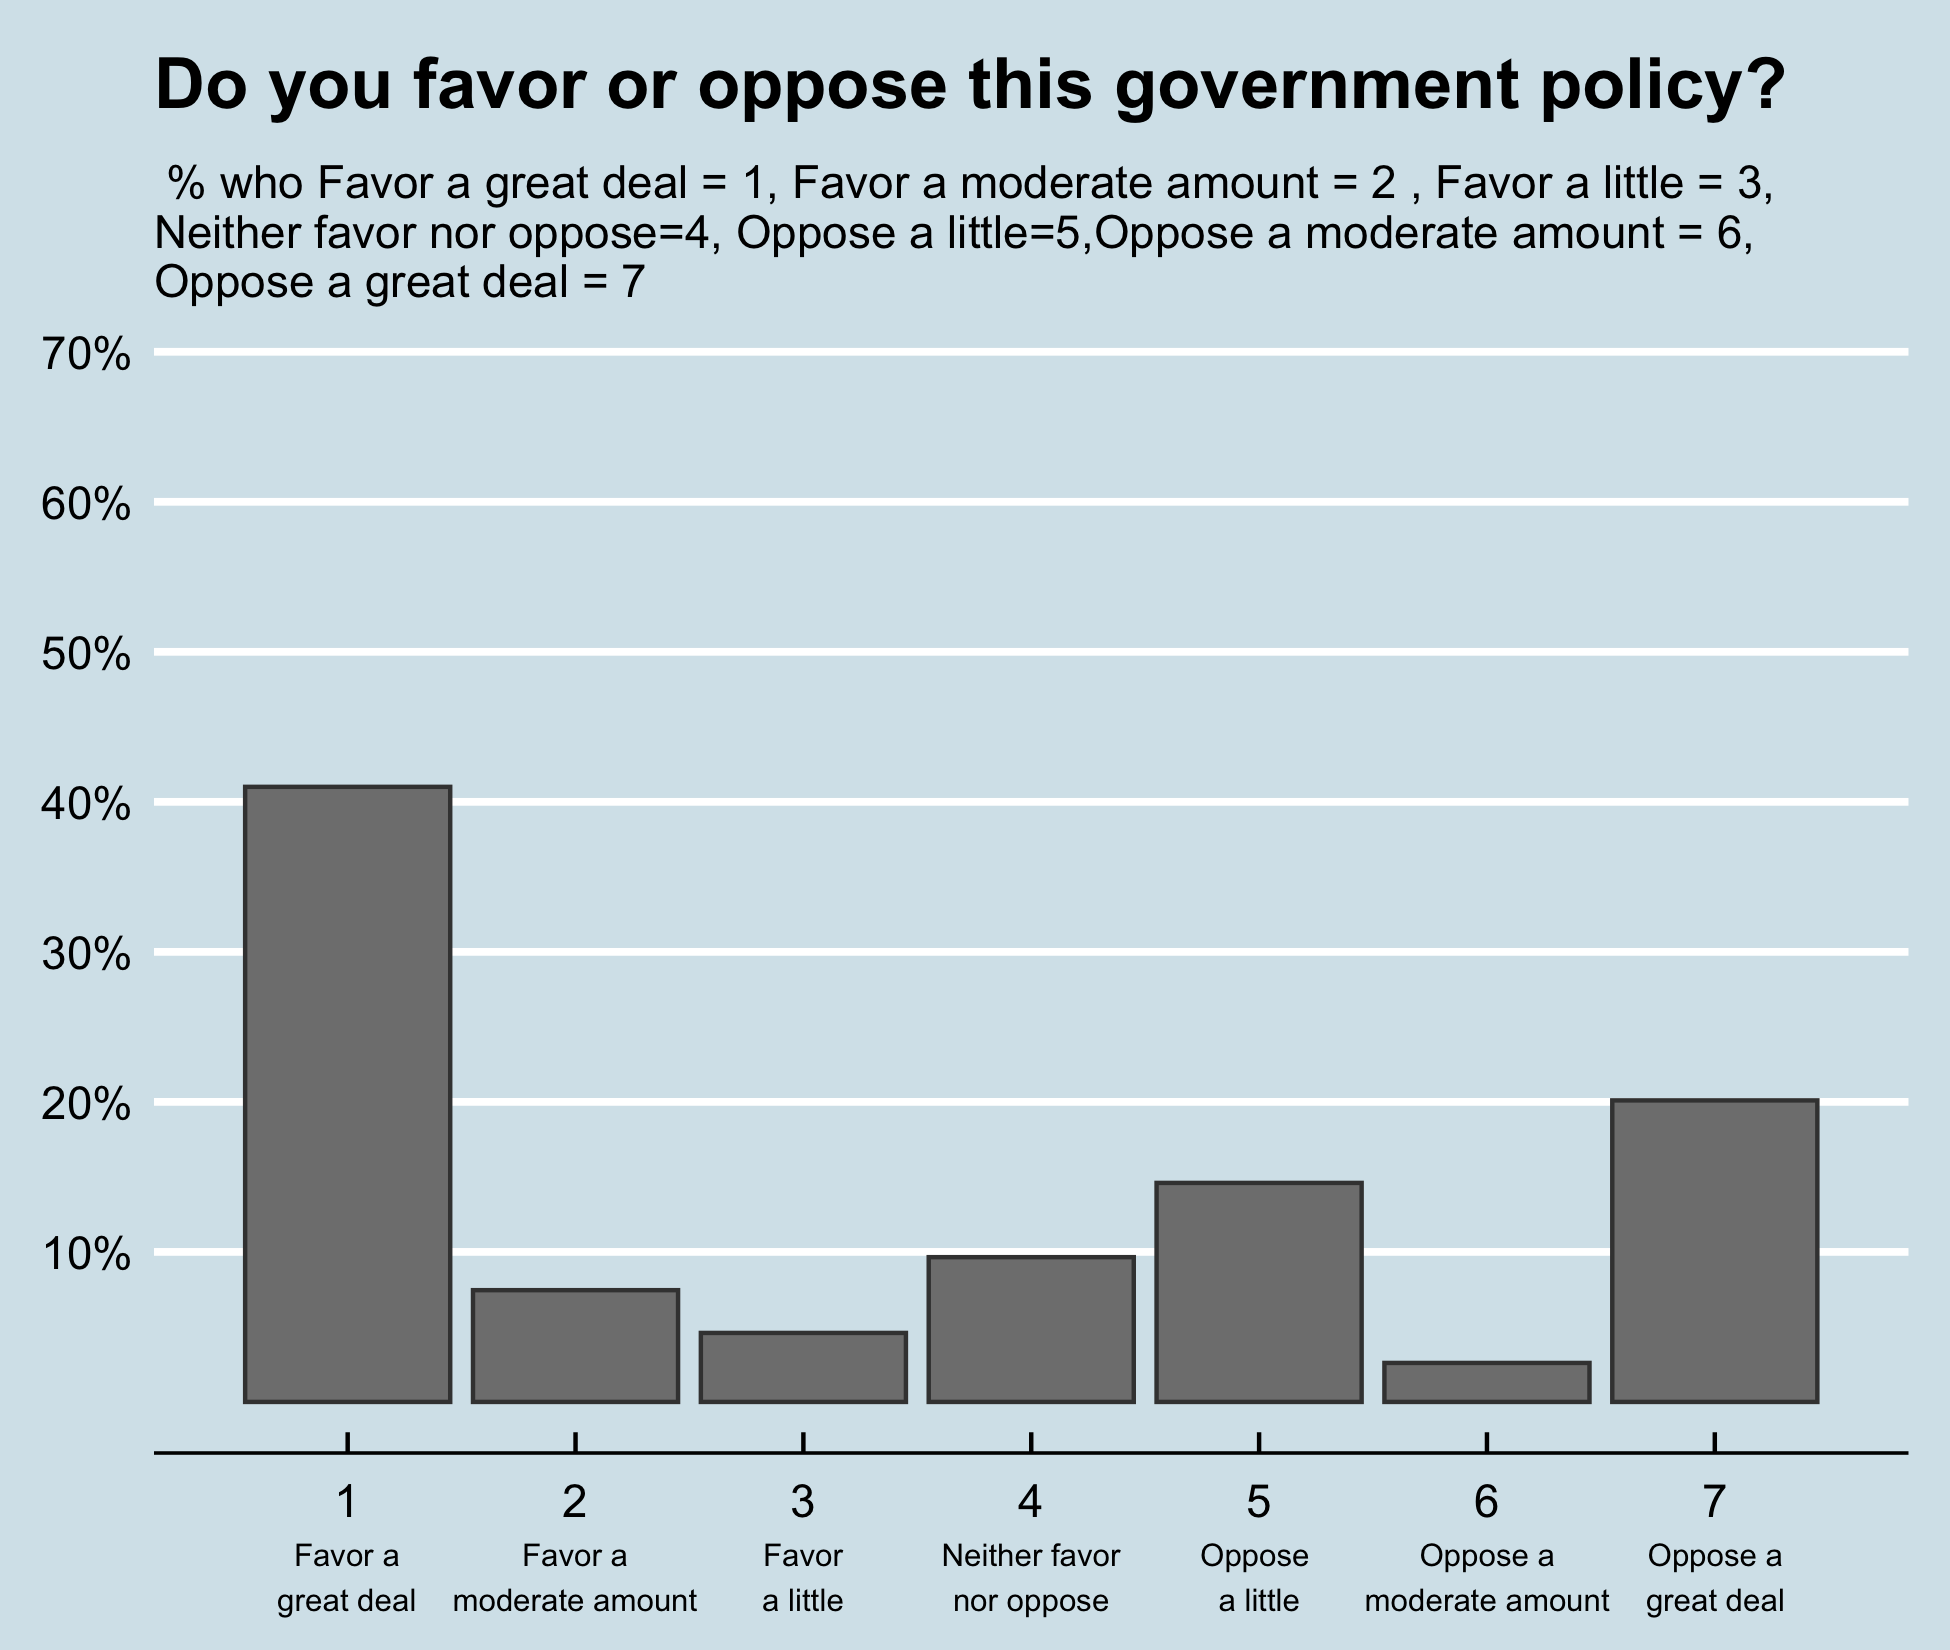 Do you favor or oppose this government policy?
% who Favor a great deal = 1, Favor a moderate amount = 2 , Favor a little = 3,
Neither favor nor oppose=4, Oppose a little=5,Oppose a moderate amount = 6,
Oppose a great deal = 7
70%
60%
50%
40%
30%
20%
10%
1 2 3 4 5 6 7
Favor a Favor a Favor Neither favor Oppose Oppose a Oppose a
great deal moderate amount a little nor oppose a little moderate amount great deal